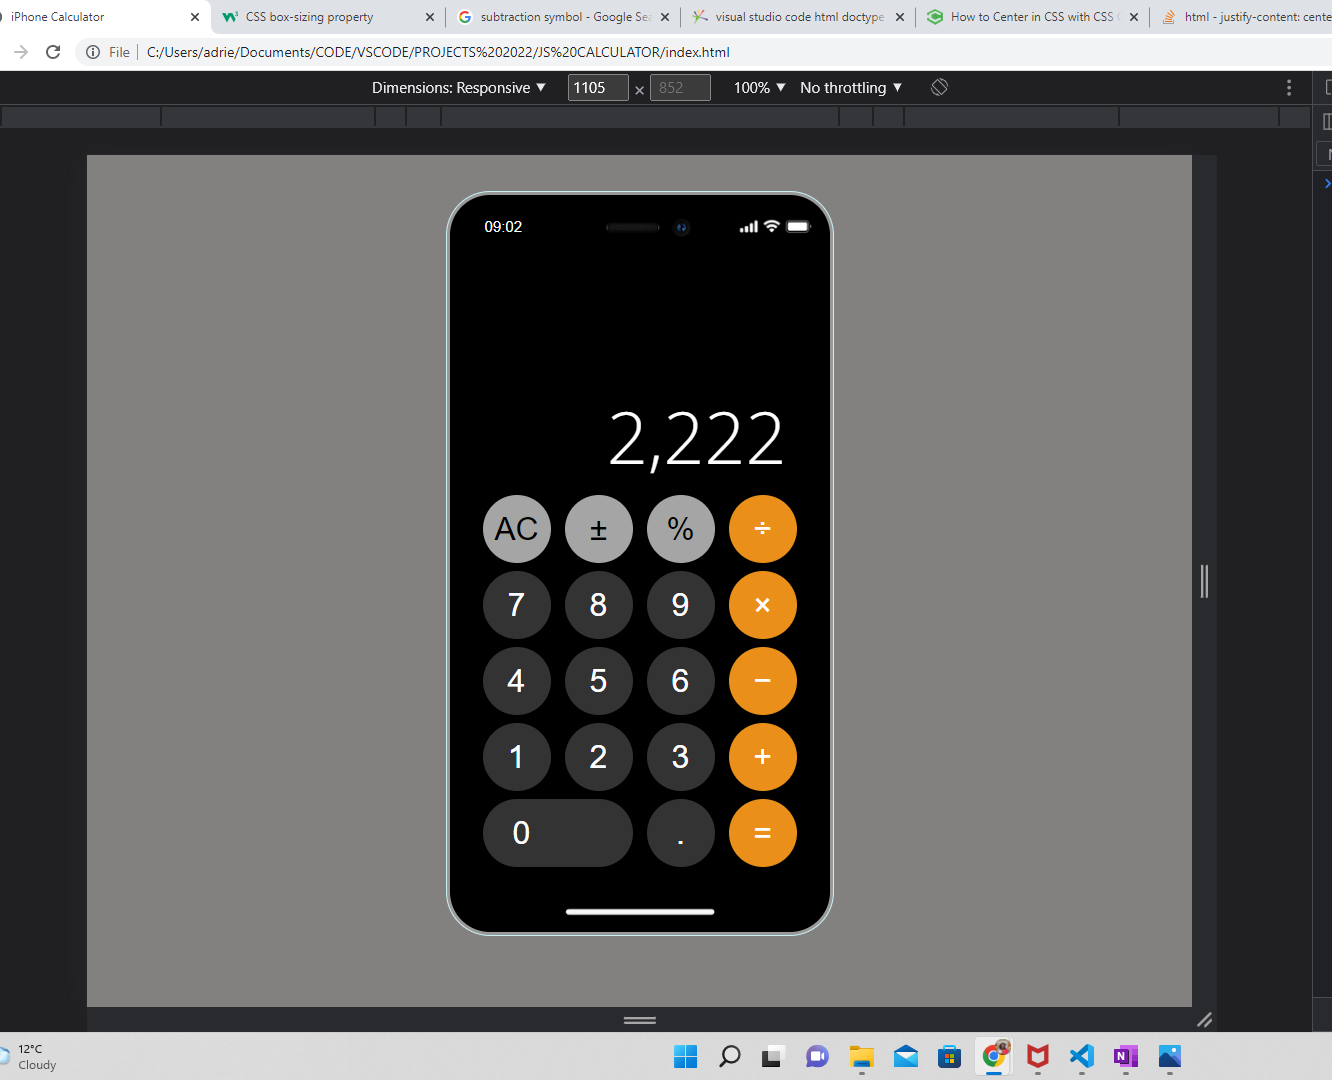 iPhone Calculator
CSS box-sizing property
subtraction symbol - Google Se
visual studio code html doctype
How to Center in CSS with CSS
html - justify-content: cente
File C:/Users/adrie/Documents/CODE/VSCODE/PROJECTS%202022/JS%20CALCULATOR/index.html
Dimensions: Responsive ▼ 1105 × 852 100% ▼ No throttling ▼
09:02
2,222
AC ± % ÷
7 8 9 ×
4 5 6 −
1 2 3 +
0 . =
12°C
Cloudy